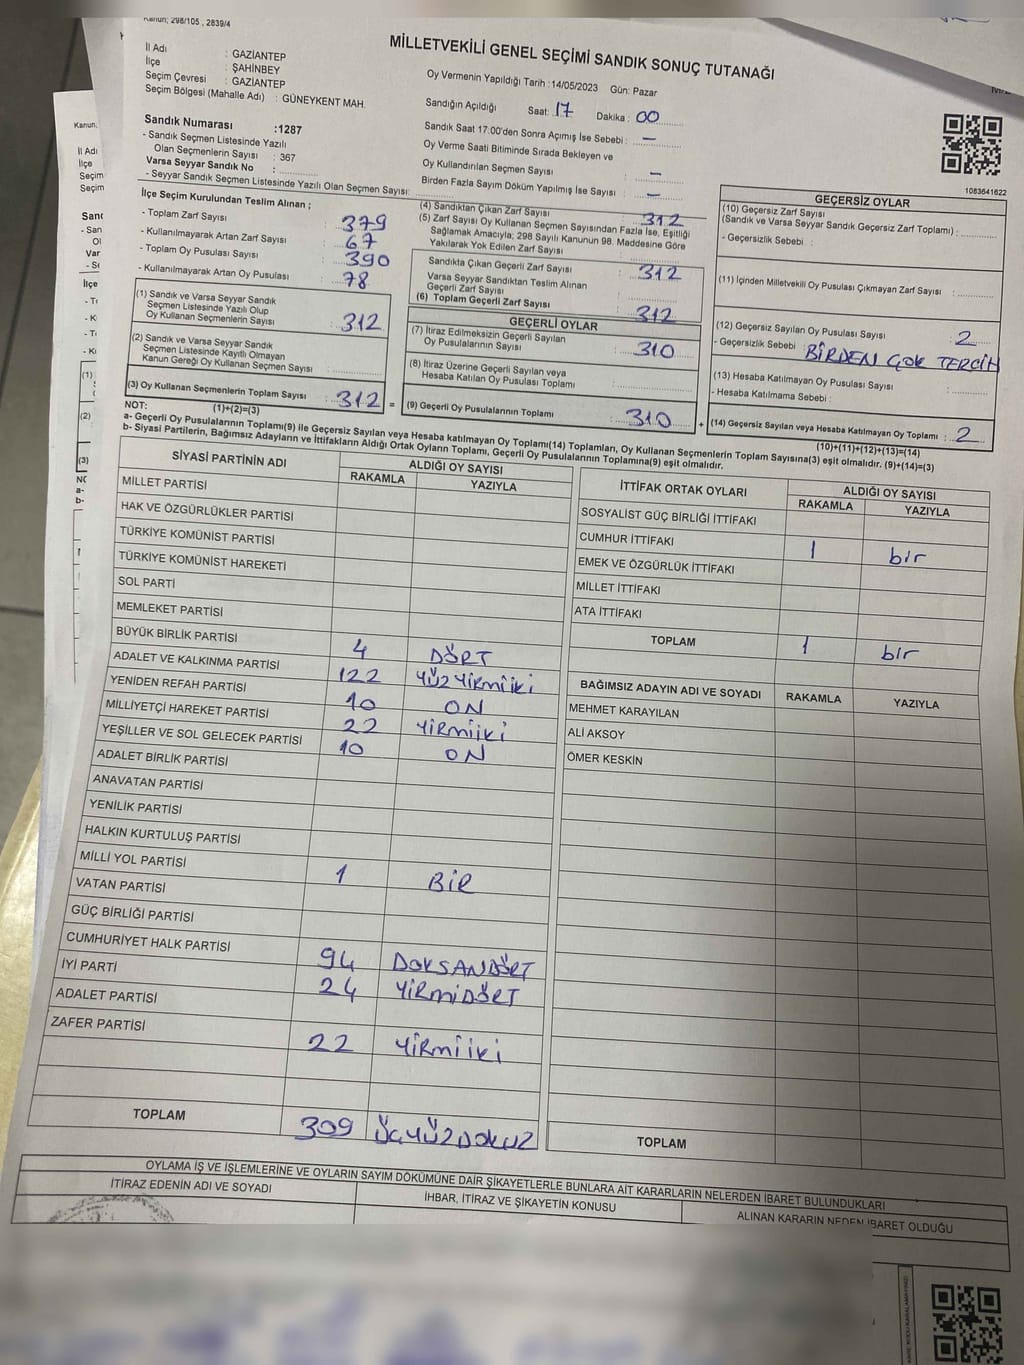 Kanun; 298/105 , 2839/4
MİLLETVEKİLİ GENEL SEÇİMİ SANDIK SONUÇ TUTANAĞI
İl Adı : GAZİANTEP
İlçe : ŞAHİNBEY
Seçim Çevresi : GAZİANTEP
Seçim Bölgesi (Mahalle Adı) : GÜNEYKENT MAH.
Oy Vermenin Yapıldığı Tarih :14/05/2023 Gün: Pazar
Sandığın Açıldığı Saat: 17 Dakika : 00
Sandık Saat 17:00'den Sonra Açımış İse Sebebi : —
Oy Verme Saati Bitiminde Sırada Bekleyen ve
Oy Kullandırılan Seçmen Sayısı : —
Birden Fazla Sayım Döküm Yapılmış İse Sayısı : —
Sandık Numarası :1287
- Sandık Seçmen Listesinde Yazılı
Olan Seçmenlerin Sayısı : 367
Varsa Seyyar Sandık No :
- Seyyar Sandık Seçmen Listesinde Yazılı Olan Seçmen Sayısı:
1083641622
İlçe Seçim Kurulundan Teslim Alınan ;
- Toplam Zarf Sayısı : 379
- Kullanılmayarak Artan Zarf Sayısı : 67
- Toplam Oy Pusulası Sayısı : 390
- Kullanılmayarak Artan Oy Pusulası : 78
(1) Sandık ve Varsa Seyyar Sandık
Seçmen Listesinde Yazılı Olup
Oy Kullanan Seçmenlerin Sayısı : 312
(2) Sandık ve Varsa Seyyar Sandık
Seçmen Listesinde Kayıtlı Olmayan
Kanun Gereği Oy Kullanan Seçmen Sayısı :
(3) Oy Kullanan Seçmenlerin Toplam Sayısı : 312 =
(1)+(2)=(3)
(4) Sandıktan Çıkan Zarf Sayısı : 312
(5) Zarf Sayısı Oy Kullanan Seçmen Sayısından Fazla İse, Eşitliği
Sağlamak Amacıyla; 298 Sayılı Kanunun 98. Maddesine Göre
Yakılarak Yok Edilen Zarf Sayısı :
Sandıkta Çıkan Geçerli Zarf Sayısı : 312
Varsa Seyyar Sandıktan Teslim Alınan
Geçerli Zarf Sayısı :
(6) Toplam Geçerli Zarf Sayısı : 312
GEÇERLİ OYLAR
(7) İtiraz Edilmeksizin Geçerli Sayılan
Oy Pusulalarının Sayısı : 310
(8) İtiraz Üzerine Geçerli Sayılan veya
Hesaba Katılan Oy Pusulası Toplamı :
(9) Geçerli Oy Pusulalarının Toplamı : 310 +
GEÇERSİZ OYLAR
(10) Geçersiz Zarf Sayısı
(Sandık ve Varsa Seyyar Sandık Geçersiz Zarf Toplamı) :
- Geçersizlik Sebebi :
(11) İçinden Milletvekili Oy Pusulası Çıkmayan Zarf Sayısı :
(12) Geçersiz Sayılan Oy Pusulası Sayısı : 2
- Geçersizlik Sebebi : BİRDEN ÇOK TERCİH
(13) Hesaba Katılmayan Oy Pusulası Sayısı :
- Hesaba Katılmama Sebebi :
(14) Geçersiz Sayılan veya Hesaba Katılmayan Oy Toplamı : 2
(10)+(11)+(12)+(13)=(14)
NOT:
a- Geçerli Oy Pusulalarının Toplamı(9) ile Geçersiz Sayılan veya Hesaba katılmayan Oy Toplamı(14) Toplamları, Oy Kullanan Seçmenlerin Toplam Sayısına(3) eşit olmalıdır. (9)+(14)=(3)
b- Siyasi Partilerin, Bağımsız Adayların ve İttifakların Aldığı Ortak Oyların Toplamı, Geçerli Oy Pusulalarının Toplamına(9) eşit olmalıdır.
SİYASİ PARTİNİN ADI ALDIĞI OY SAYISI
RAKAMLA YAZIYLA
MİLLET PARTİSİ
HAK VE ÖZGÜRLÜKLER PARTİSİ
TÜRKİYE KOMÜNİST PARTİSİ
TÜRKİYE KOMÜNİST HAREKETİ
SOL PARTİ
MEMLEKET PARTİSİ
BÜYÜK BİRLİK PARTİSİ 4 DÖRT
ADALET VE KALKINMA PARTİSİ 122 YÜZYİRMİİKİ
YENİDEN REFAH PARTİSİ 10 ON
MİLLİYETÇİ HAREKET PARTİSİ 22 YİRMİİKİ
YEŞİLLER VE SOL GELECEK PARTİSİ 10 ON
ADALET BİRLİK PARTİSİ
ANAVATAN PARTİSİ
YENİLİK PARTİSİ
HALKIN KURTULUŞ PARTİSİ
MİLLİ YOL PARTİSİ 1 BİR
VATAN PARTİSİ
GÜÇ BİRLİĞİ PARTİSİ
CUMHURİYET HALK PARTİSİ 94 DOKSANDÖRT
İYİ PARTİ 24 YİRMİDÖRT
ADALET PARTİSİ
ZAFER PARTİSİ 22 YİRMİİKİ
TOPLAM 309 ÜÇYÜZDOKUZ
İTTİFAK ORTAK OYLARI ALDIĞI OY SAYISI
RAKAMLA YAZIYLA
SOSYALİST GÜÇ BİRLİĞİ İTTİFAKI
CUMHUR İTTİFAKI 1 bir
EMEK VE ÖZGÜRLÜK İTTİFAKI
MİLLET İTTİFAKI
ATA İTTİFAKI
TOPLAM 1 bir
BAĞIMSIZ ADAYIN ADI VE SOYADI RAKAMLA YAZIYLA
MEHMET KARAYILAN
ALİ AKSOY
ÖMER KESKİN
TOPLAM
OYLAMA İŞ VE İŞLEMLERİNE VE OYLARIN SAYIM DÖKÜMÜNE DAİR ŞİKAYETLERLE BUNLARA AİT KARARLARIN NELERDEN İBARET BULUNDUKLARI
İTİRAZ EDENİN ADI VE SOYADI
İHBAR, İTİRAZ VE ŞİKAYETİN KONUSU
ALINAN KARARIN NEDEN İBARET OLDUĞU